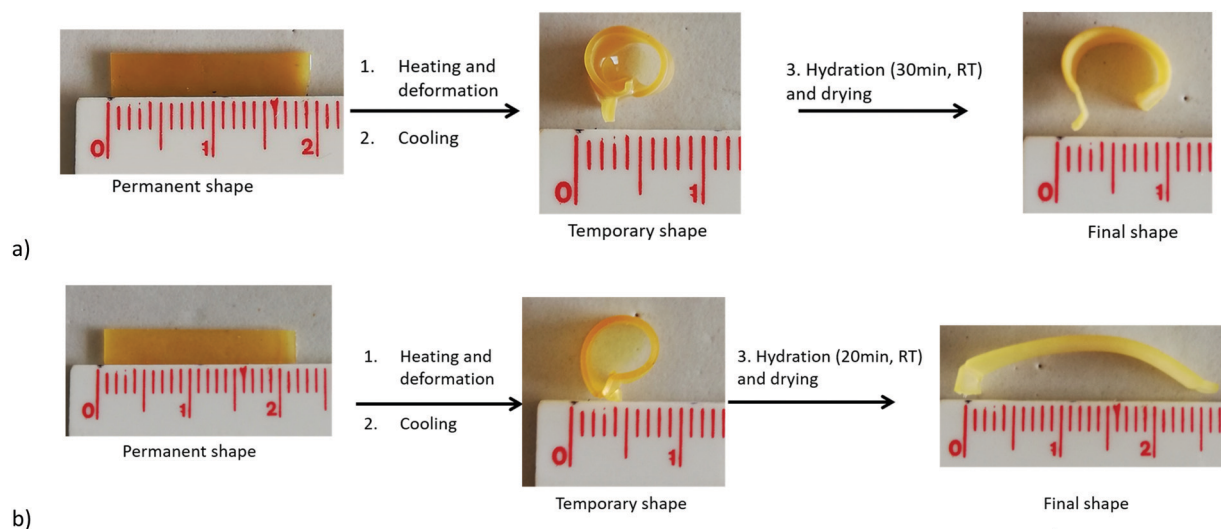 1. Heating and
deformation
2. Cooling
3. Hydration (30min, RT)
and drying
0 1 2
0 1
0 1
Permanent shape
Temporary shape
Final shape
a)
1. Heating and
deformation
2. Cooling
3. Hydration (20min, RT)
and drying
0 1 2
0 1
0 1 2
Permanent shape
Temporary shape
Final shape
b)